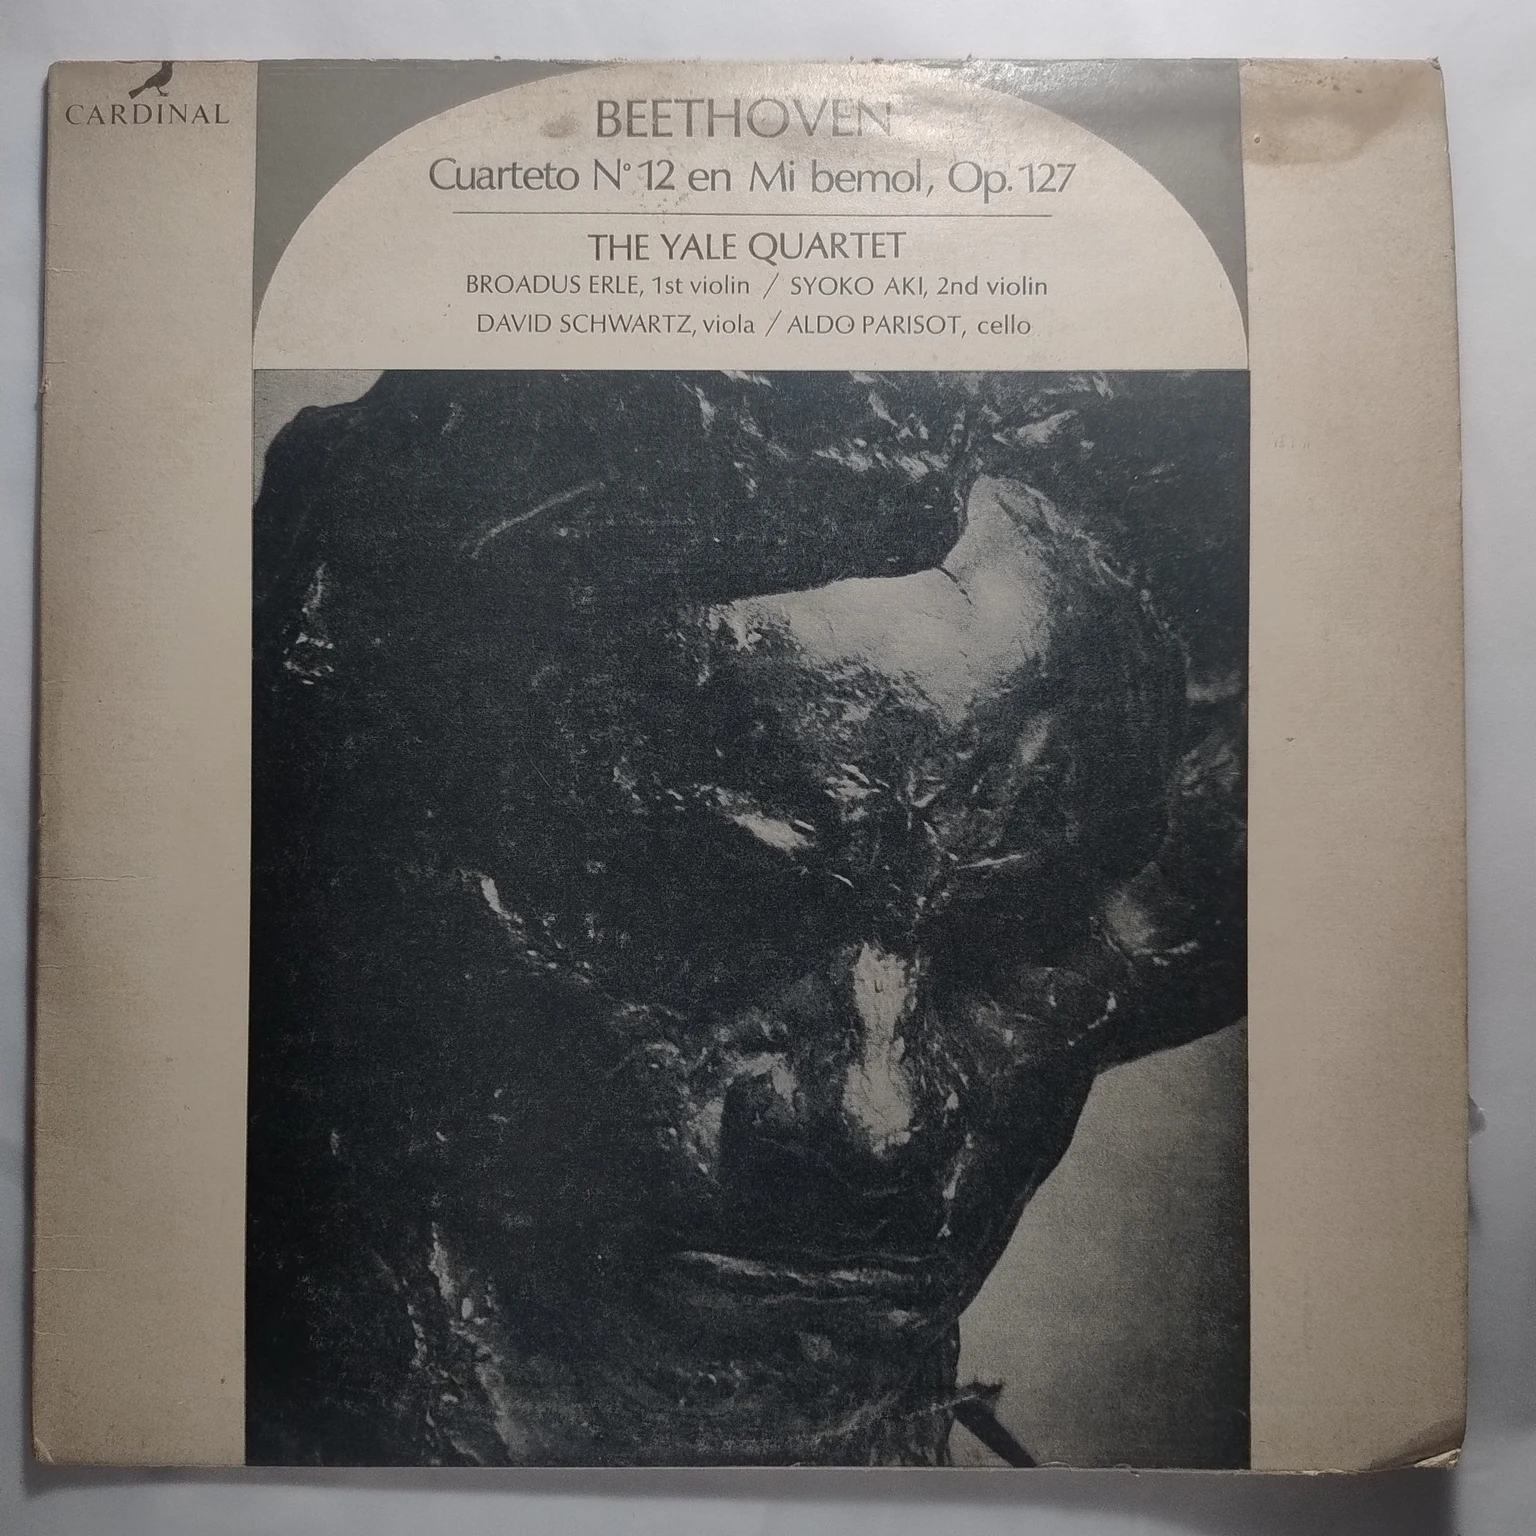 CARDINAL
BEETHOVEN
Cuarteto N° 12 en Mi bemol, Op. 127
THE YALE QUARTET
BROADUS ERLE, 1st violin / SYOKO AKI, 2nd violin
DAVID SCHWARTZ, viola / ALDO PARISOT, cello